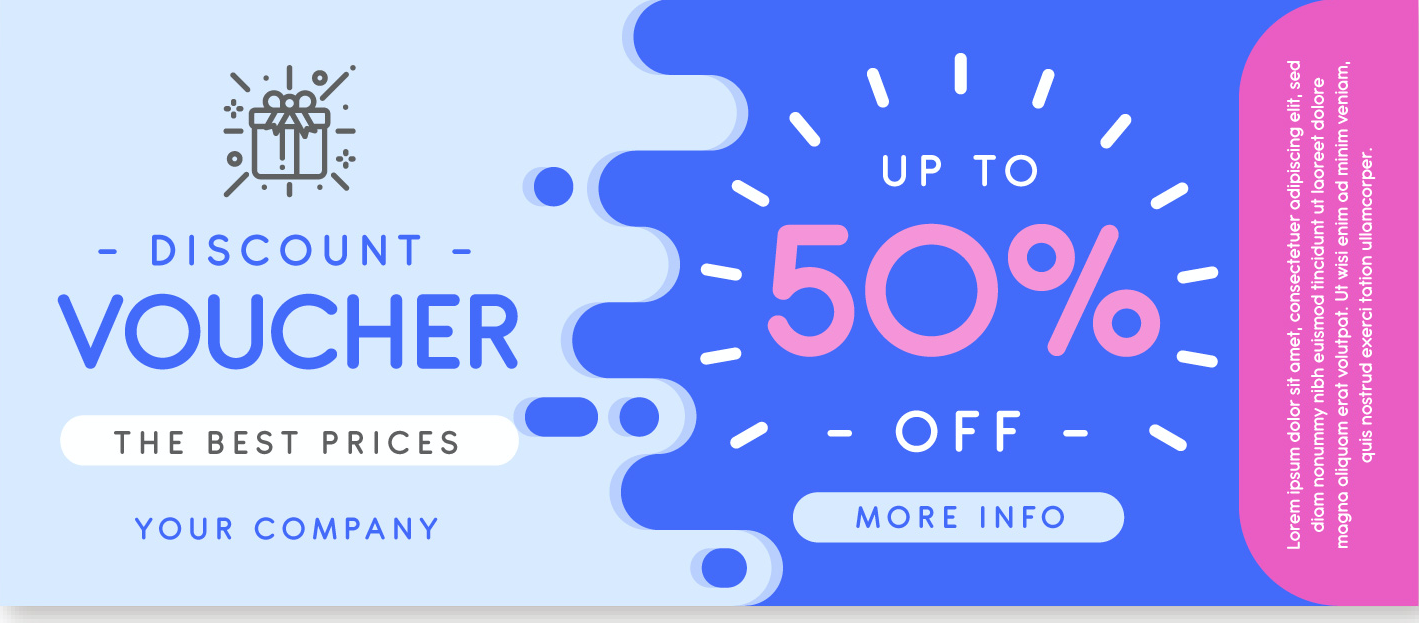 - DISCOUNT -
VOUCHER
THE BEST PRICES
YOUR COMPANY
UP TO
50%
- OFF -
MORE INFO
Lorem ipsum dolor sit amet, consectetuer adipiscing elit, sed
diam nonummy nibh euismod tincidunt ut laoreet dolore
magna aliquam erat volutpat. Ut wisi enim ad minim veniam,
quis nostrud exerci tation ullamcorper.